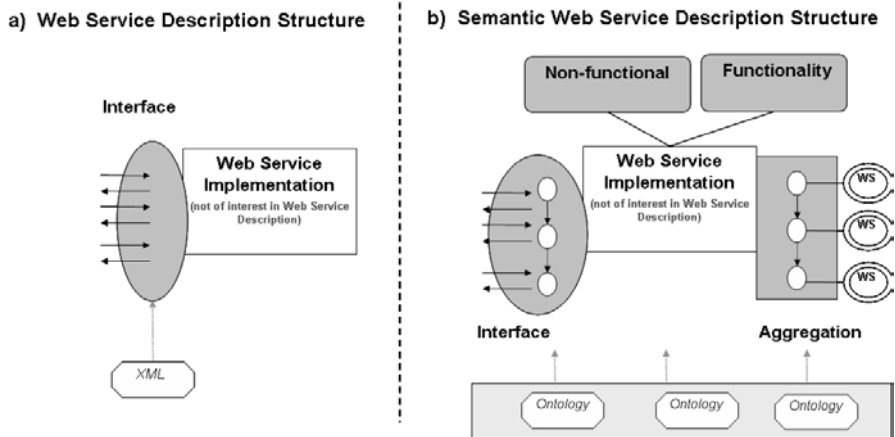 a) Web Service Description Structure
Interface
Web Service
Implementation
(not of interest in Web Service
Description)
XML
b) Semantic Web Service Description Structure
Non-functional
Functionality
Web Service
Implementation
(not of interest in Web Service
Description)
WS
WS
WS
Interface
Aggregation
Ontology
Ontology
Ontology